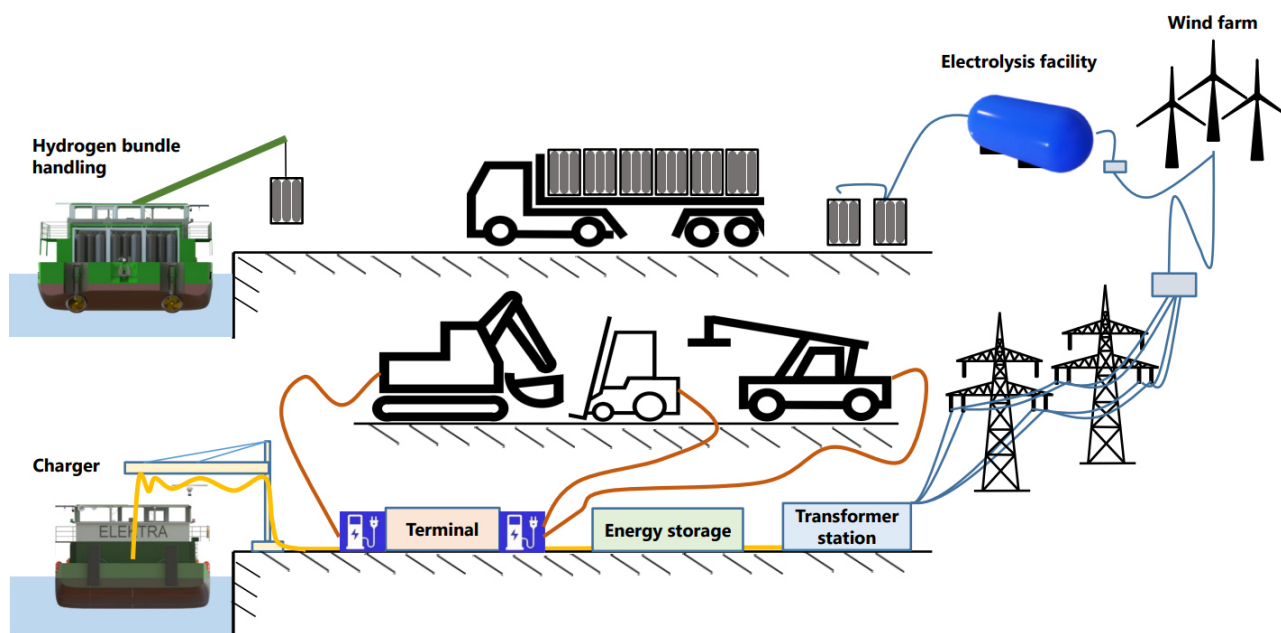 Wind farm
Electrolysis facility
Hydrogen bundle
handling
Charger
ELEKTRA
Terminal
Energy storage
Transformer
station